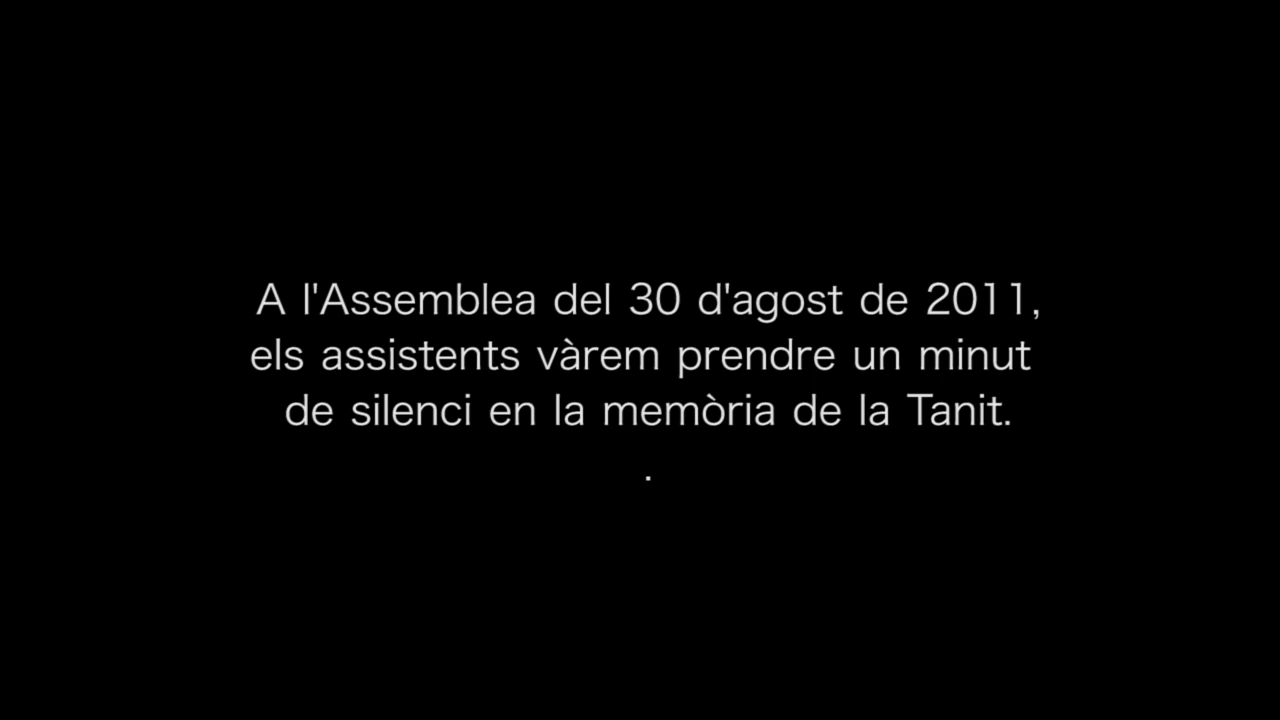 A l'Assemblea del 30 d'agost de 2011,
els assistents vàrem prendre un minut
de silenci en la memòria de la Tanit.
.